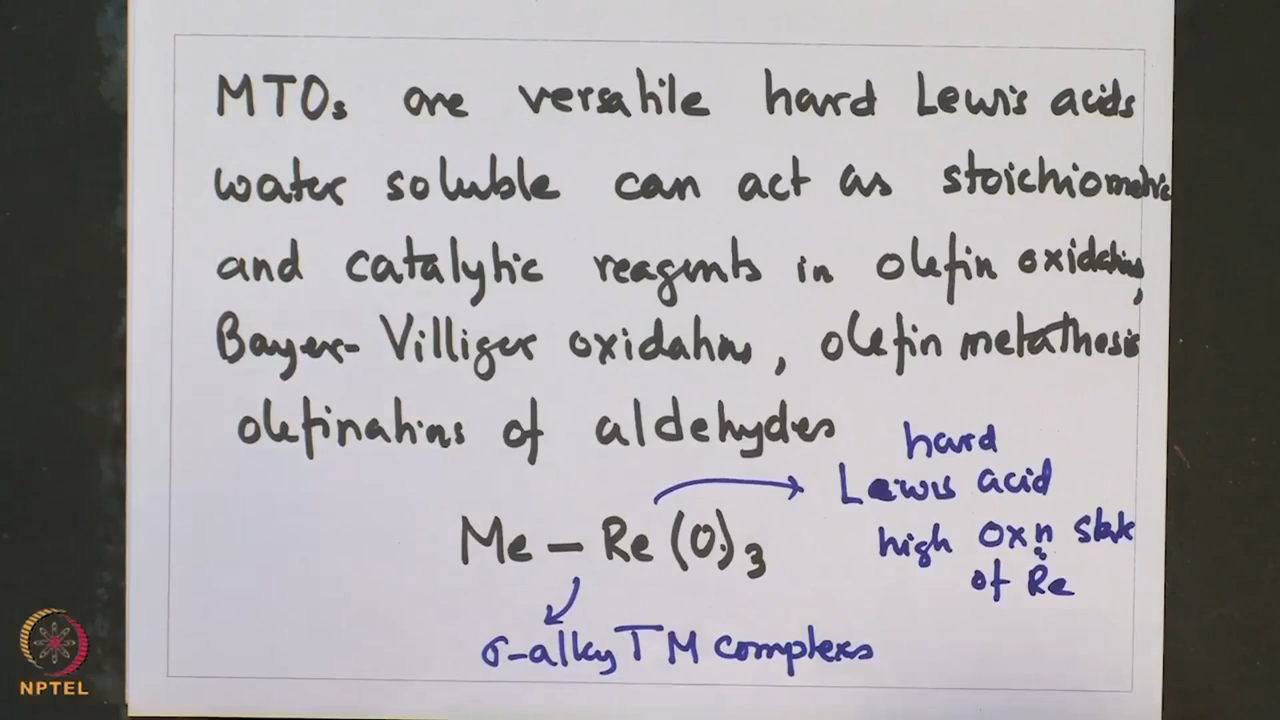 MTOs are versatile hard Lewis acids
water soluble can act as stoichiometric
and catalytic reagents in olefin oxidations,
Bayer-Villiger oxidations, olefin metathesis
olefinations of aldehydes
hard
Lewis acid
high oxn state
of Re
Me-Re(O)3
σ-alkyl TM complexes
NPTEL